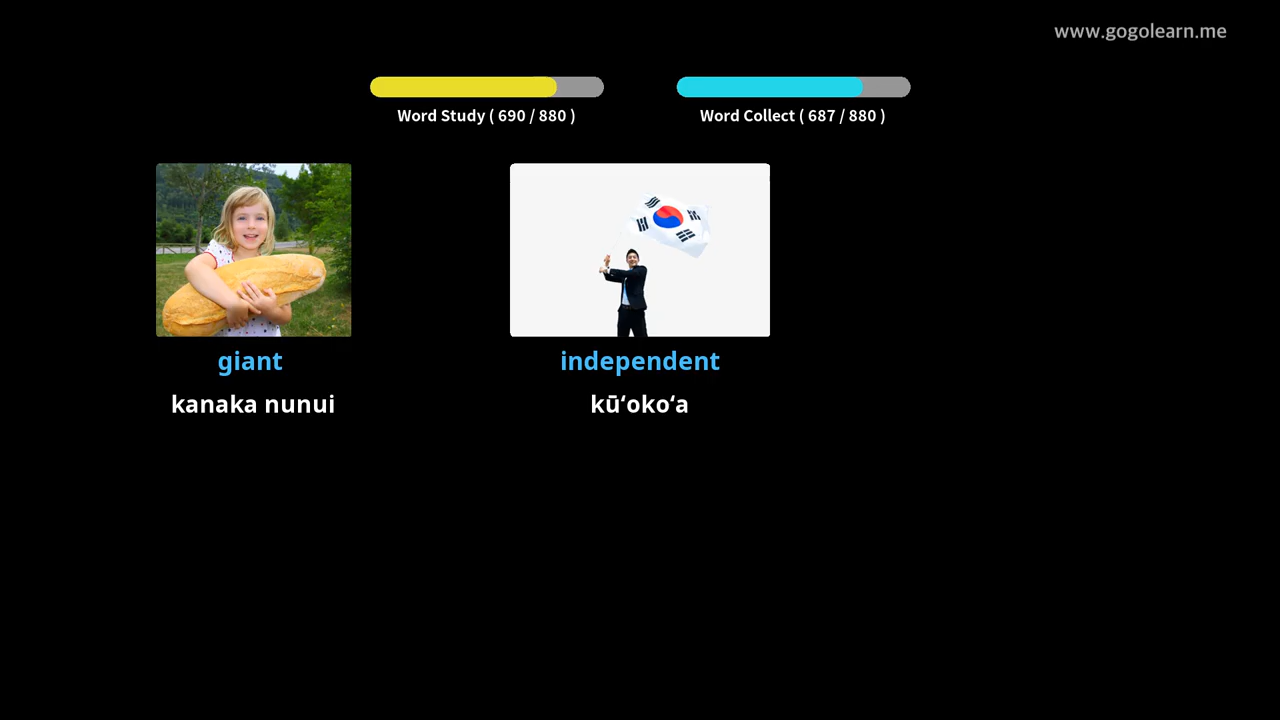 www.gogolearn.me
Word Study ( 690 / 880 )
Word Collect ( 687 / 880 )
giant
independent
kanaka nunui
kūʻokoʻa